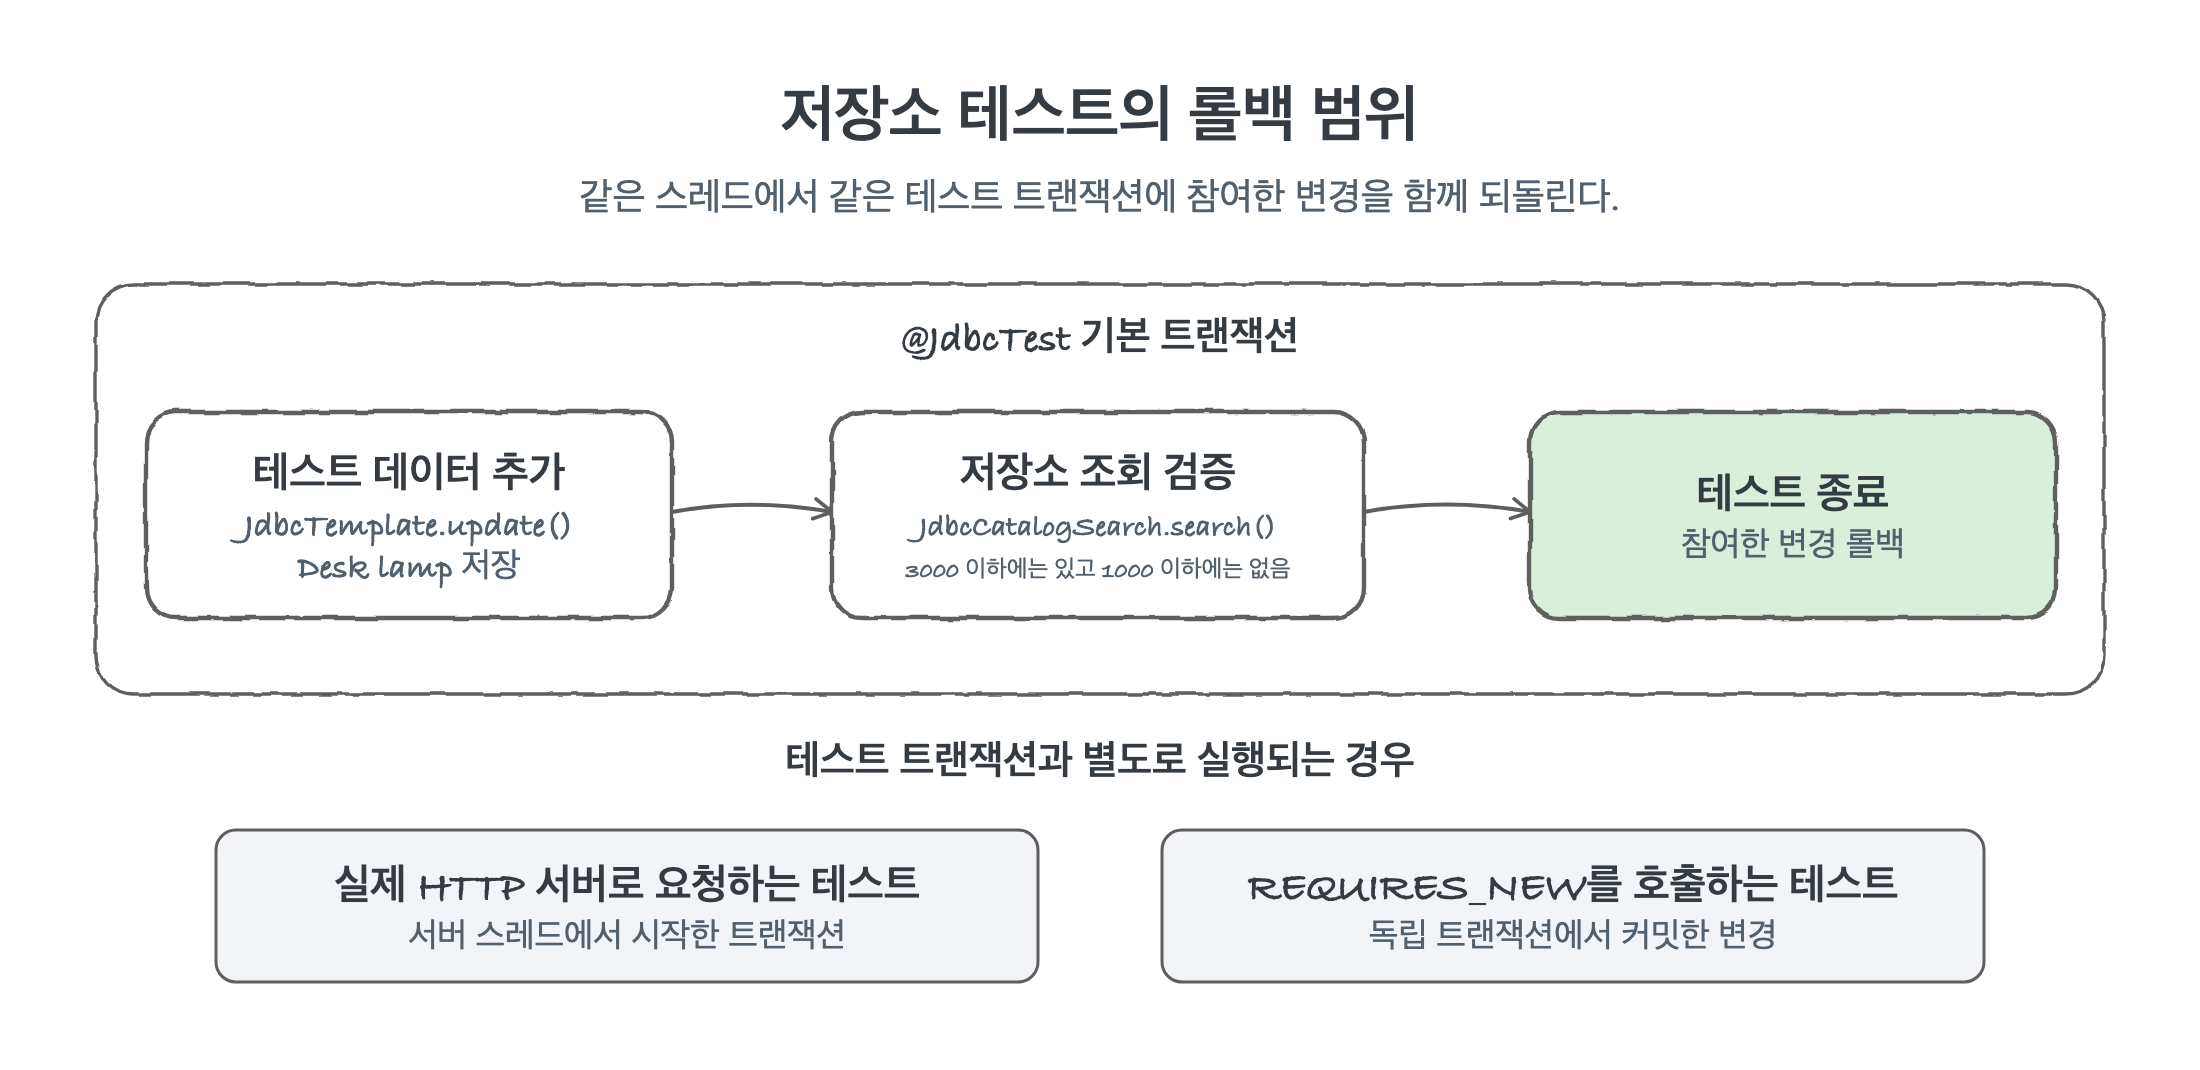 저장소 테스트의 롤백 범위
같은 스레드에서 같은 테스트 트랜잭션에 참여한 변경을 함께 되돌린다.
@JdbcTest 기본 트랜잭션
테스트 데이터 추가
JdbcTemplate.update()
Desk lamp 저장
저장소 조회 검증
JdbcCatalogSearch.search()
3000 이하에는 있고 1000 이하에는 없음
테스트 종료
참여한 변경 롤백
테스트 트랜잭션과 별도로 실행되는 경우
실제 HTTP 서버로 요청하는 테스트
서버 스레드에서 시작한 트랜잭션
REQUIRES_NEW를 호출하는 테스트
독립 트랜잭션에서 커밋한 변경